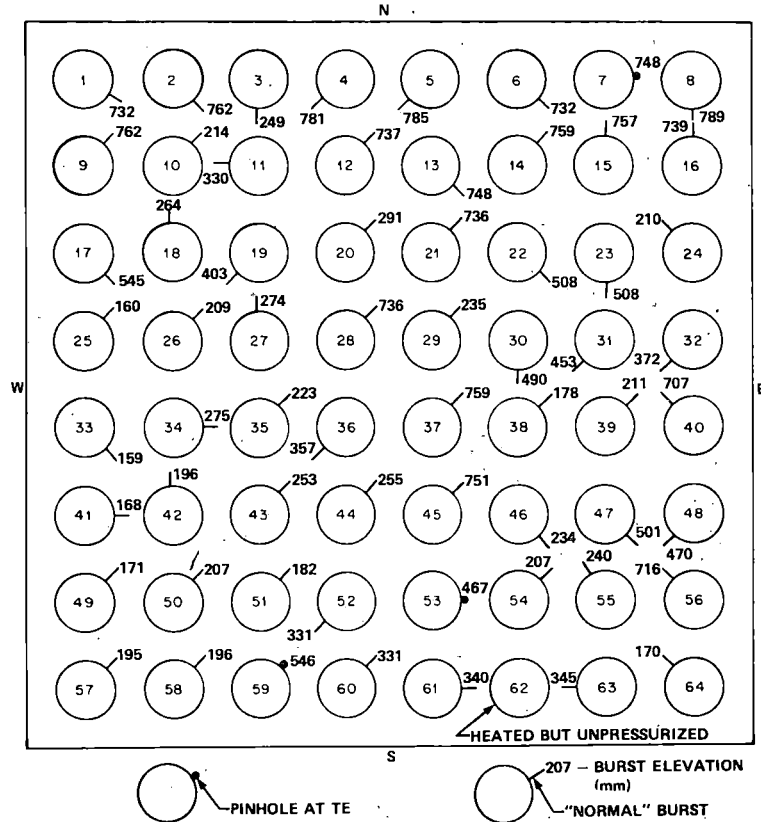 N
748
1 2 3 4 5 6 7 8
732 762 249 781 785 732 789
762 214 737 759 757 739
9 10 11 12 13 14 15 16
330 748
264 291 736 210
17 18 19 20 21 22 23 24
545 403 508 508
160 209 274 736 235
25 26 27 28 29 30 31 32
453 372
490
W E
223 759 178 211 707
275
33 34 35 36 37 38 39 40
159 357
196 253 255 751
168
41 42 43 44 45 46 47 48
234 501 470
171 207 182 467 207 240 716
49 50 51 52 53 54 55 56
331
195 196 546 331 340 345 170
57 58 59 60 61 62 63 64
HEATED BUT UNPRESSURIZED
S
207 – BURST ELEVATION
(mm)
PINHOLE AT TE
"NORMAL" BURST